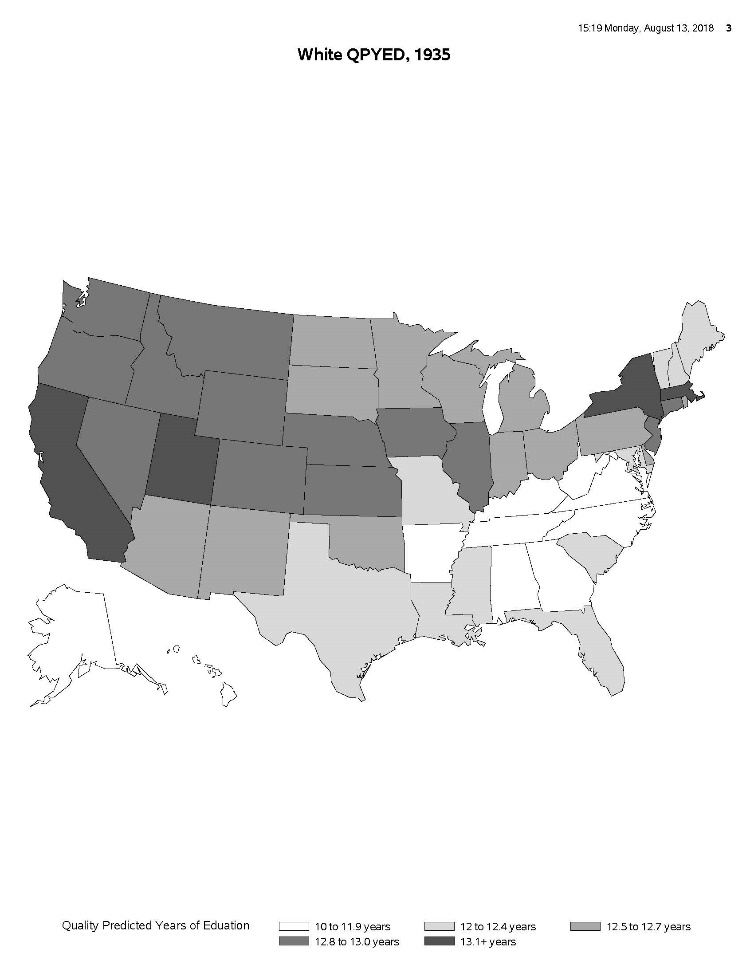 15:19 Monday, August 13, 2018 3
White QPYED, 1935
Quality Predicted Years of Eduation 10 to 11.9 years 12 to 12.4 years 12.5 to 12.7 years
12.8 to 13.0 years 13.1+ years